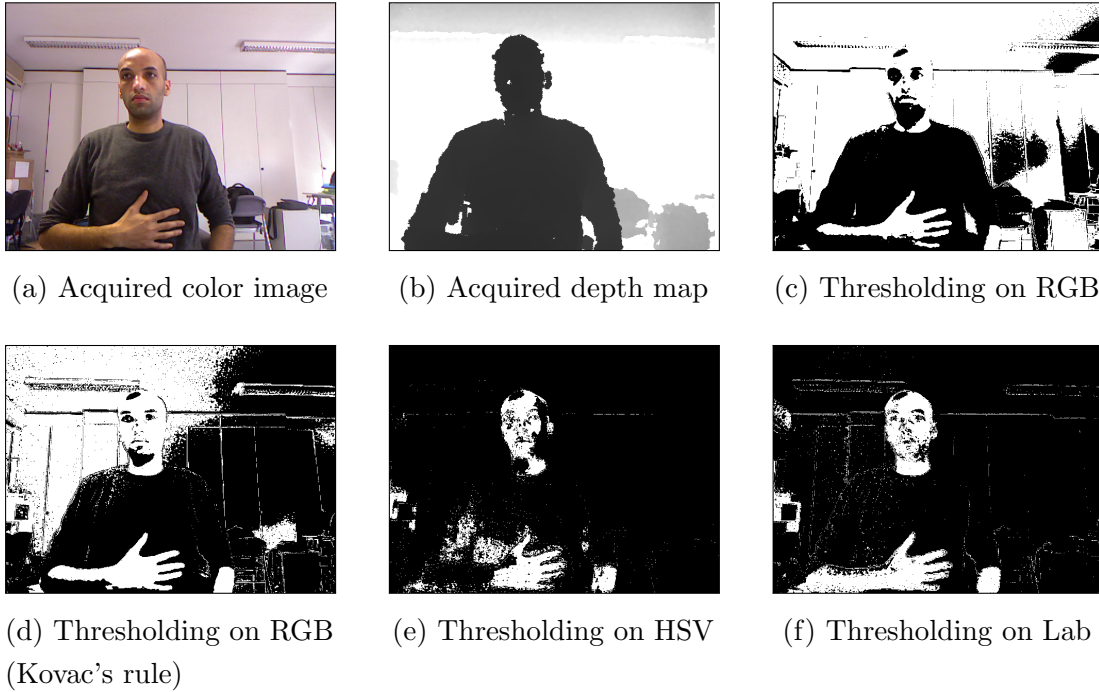 (a) Acquired color image
(b) Acquired depth map
(c) Thresholding on RGB
(d) Thresholding on RGB
(Kovac's rule)
(e) Thresholding on HSV
(f) Thresholding on Lab